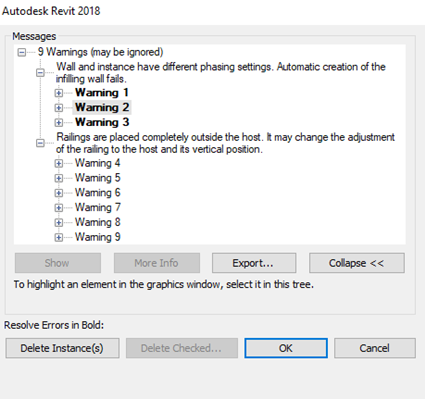 Autodesk Revit 2018
Messages
9 Warnings (may be ignored)
Wall and instance have different phasing settings. Automatic creation of the
infilling wall fails.
Warning 1
Warning 2
Warning 3
Railings are placed completely outside the host. It may change the adjustment
of the railing to the host and its vertical position.
Warning 4
Warning 5
Warning 6
Warning 7
Warning 8
Warning 9
Show More Info Export... Collapse <<
To highlight an element in the graphics window, select it in this tree.
Resolve Errors in Bold:
Delete Instance(s) Delete Checked... OK Cancel